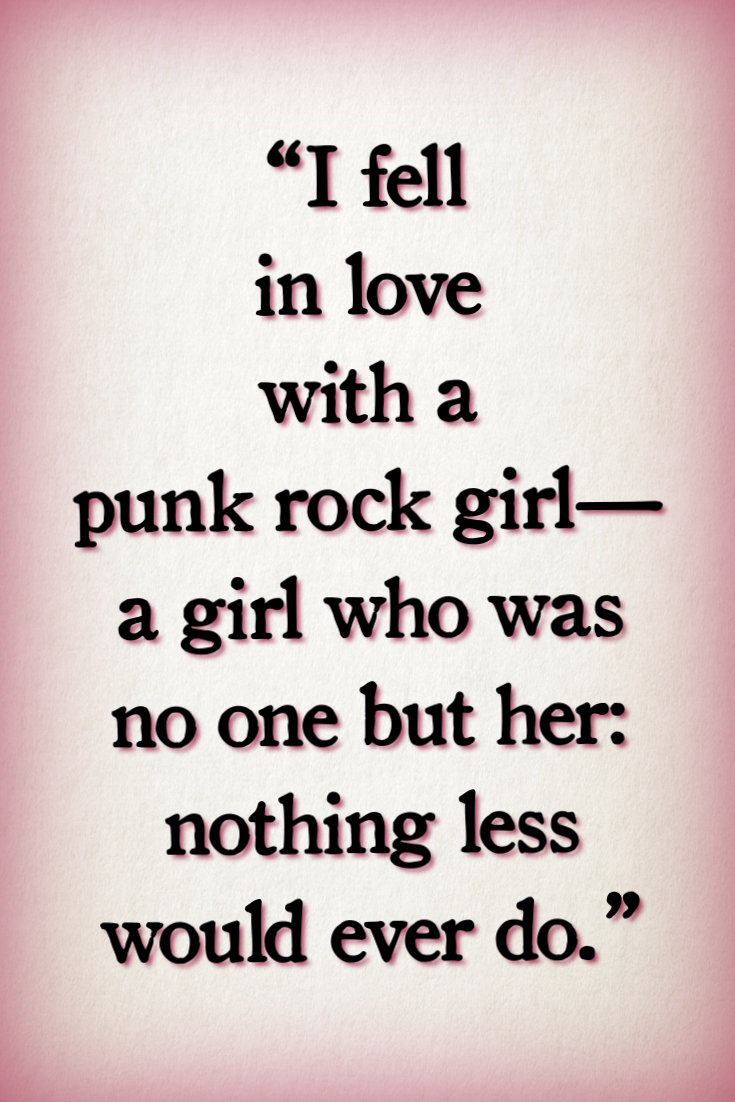 “I fell
in love
with a
punk rock girl—
a girl who was
no one but her:
nothing less
would ever do.”